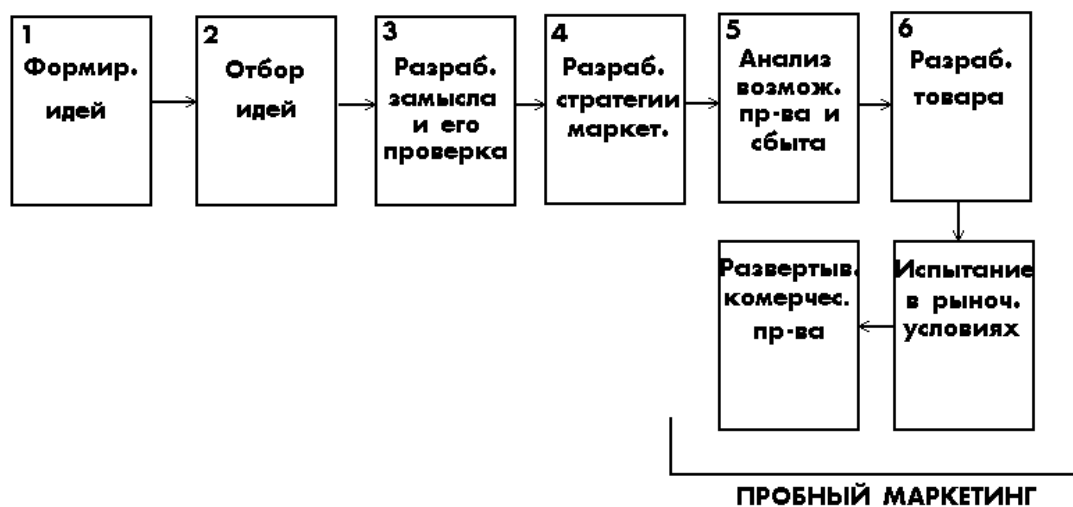 1
Формир.
идей
2
Отбор
идей
3
Разраб.
замысла
и его
проверка
4
Разраб.
стратегии
маркет.
5
Анализ
возмож.
пр-ва и
сбыта
6
Разраб.
товара
Развертыв.
комерчес.
пр-ва
Испытание
в рыноч.
условиях
ПРОБНЫЙ МАРКЕТИНГ